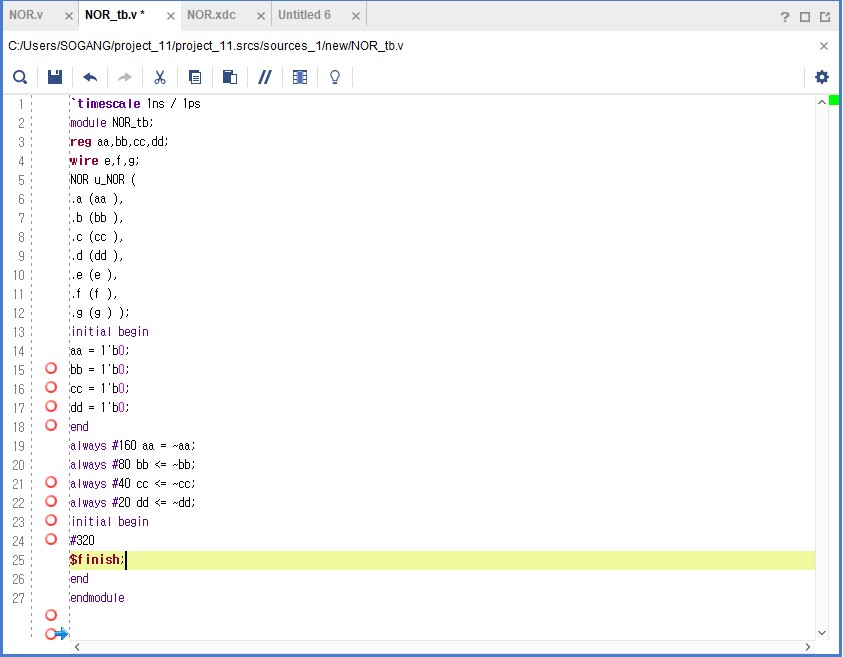 NOR.v NOR_tb.v * NOR.xdc Untitled 6
C:/Users/SOGANG/project_11/project_11.srcs/sources_1/new/NOR_tb.v
1 `timescale 1ns / 1ps
2 module NOR_tb;
3 reg aa,bb,cc,dd;
4 wire e,f,g;
5 NOR u_NOR (
6 .a (aa ),
7 .b (bb ),
8 .c (cc ),
9 .d (dd ),
10 .e (e ),
11 .f (f ),
12 .g (g ) );
13 initial begin
14 aa = 1'b0;
15 bb = 1'b0;
16 cc = 1'b0;
17 dd = 1'b0;
18 end
19 always #160 aa = ~aa;
20 always #80 bb <= ~bb;
21 always #40 cc <= ~cc;
22 always #20 dd <= ~dd;
23 initial begin
24 #320
25 $finish;
26 end
27 endmodule